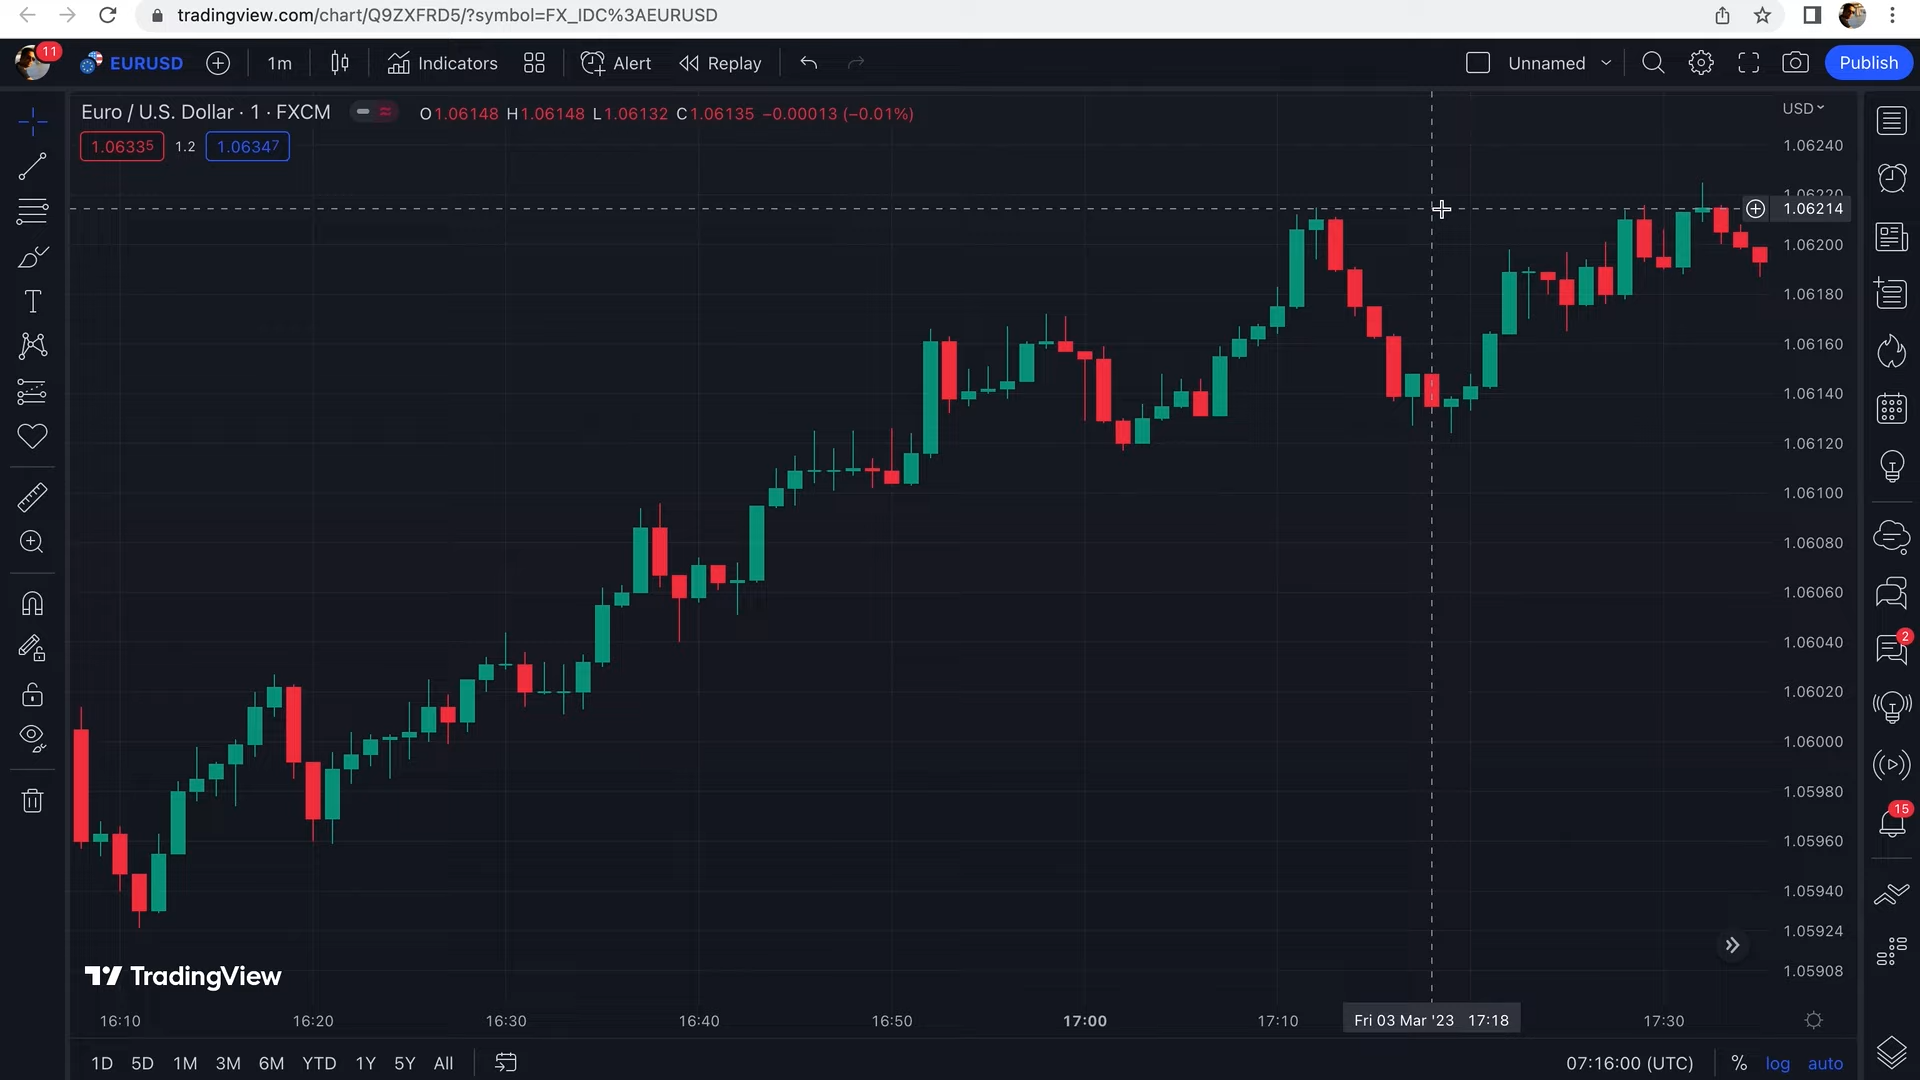 tradingview.com/chart/Q9ZXFRD5/?symbol=FX_IDC%3AEURUSD
11 EURUSD 1m Indicators Alert Replay Unnamed Publish
Euro / U.S. Dollar · 1 · FXCM O1.06148 H1.06148 L1.06132 C1.06135 −0.00013 (−0.01%)
USD
1.06335 1.2 1.06347
1.06240
1.06220
1.06214
1.06200
1.06180
1.06160
1.06140
1.06120
1.06100
1.06080
1.06060
1.06040
2
1.06020
1.06000
1.05980
15
1.05960
1.05940
1.05924
1.05908
TradingView
16:10 16:20 16:30 16:40 16:50 17:00 17:10 Fri 03 Mar '23 17:18 17:30
1D 5D 1M 3M 6M YTD 1Y 5Y All 07:16:00 (UTC) % log auto